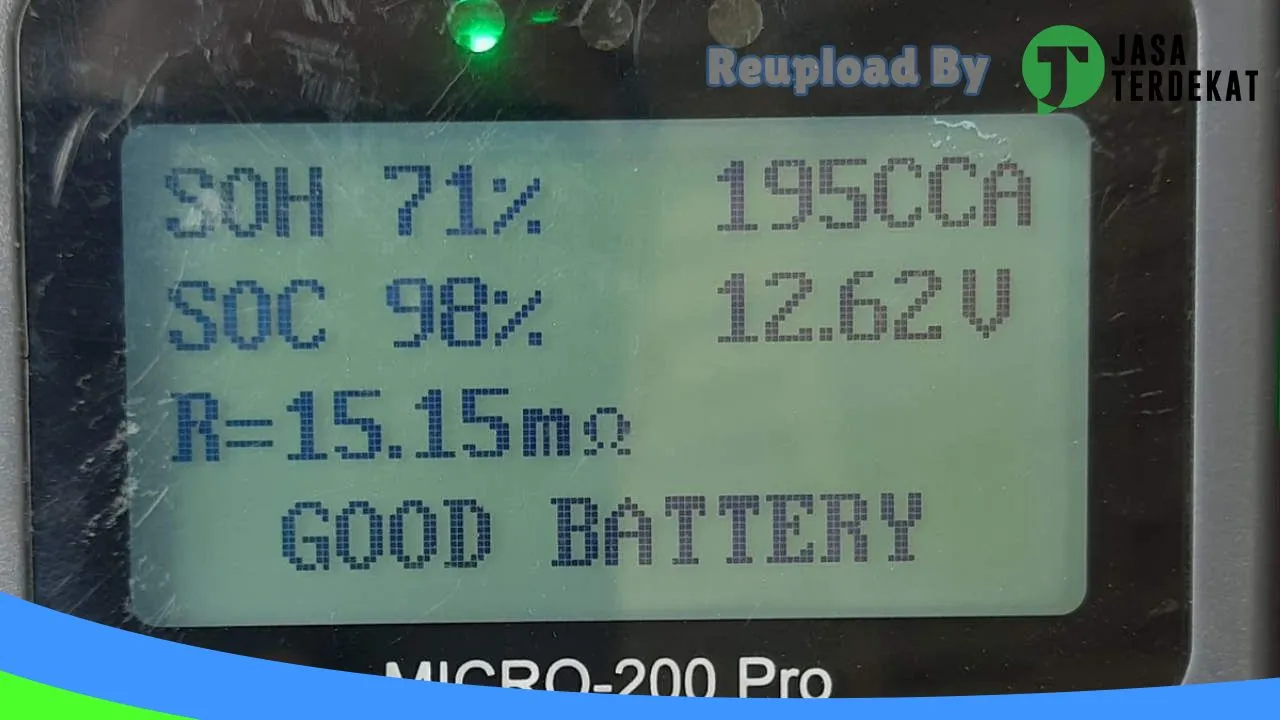 Reupload By
JASA
TERDEKAT
SOH 71% 195CCA
SOC 98% 12.62V
R=15.15mΩ
GOOD BATTERY
MICRO-200 Pro